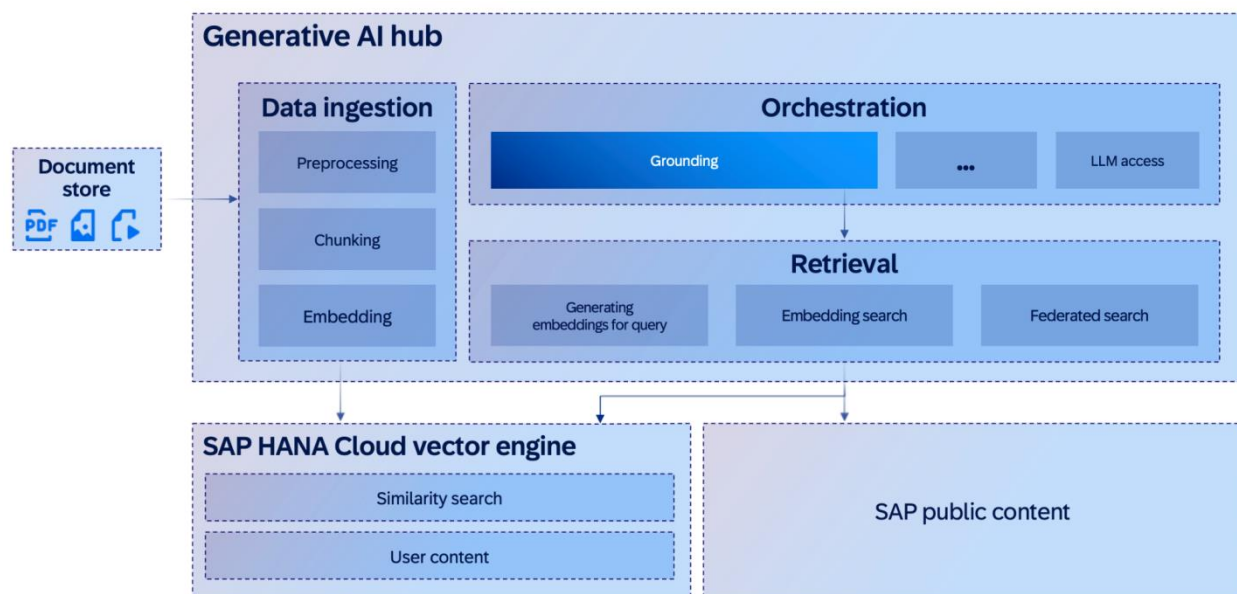 Generative AI hub
Data ingestion
Preprocessing
Chunking
Embedding
Document
store
PDF
Orchestration
Grounding
...
LLM access
Retrieval
Generating
embeddings for query
Embedding search
Federated search
SAP HANA Cloud vector engine
Similarity search
User content
SAP public content